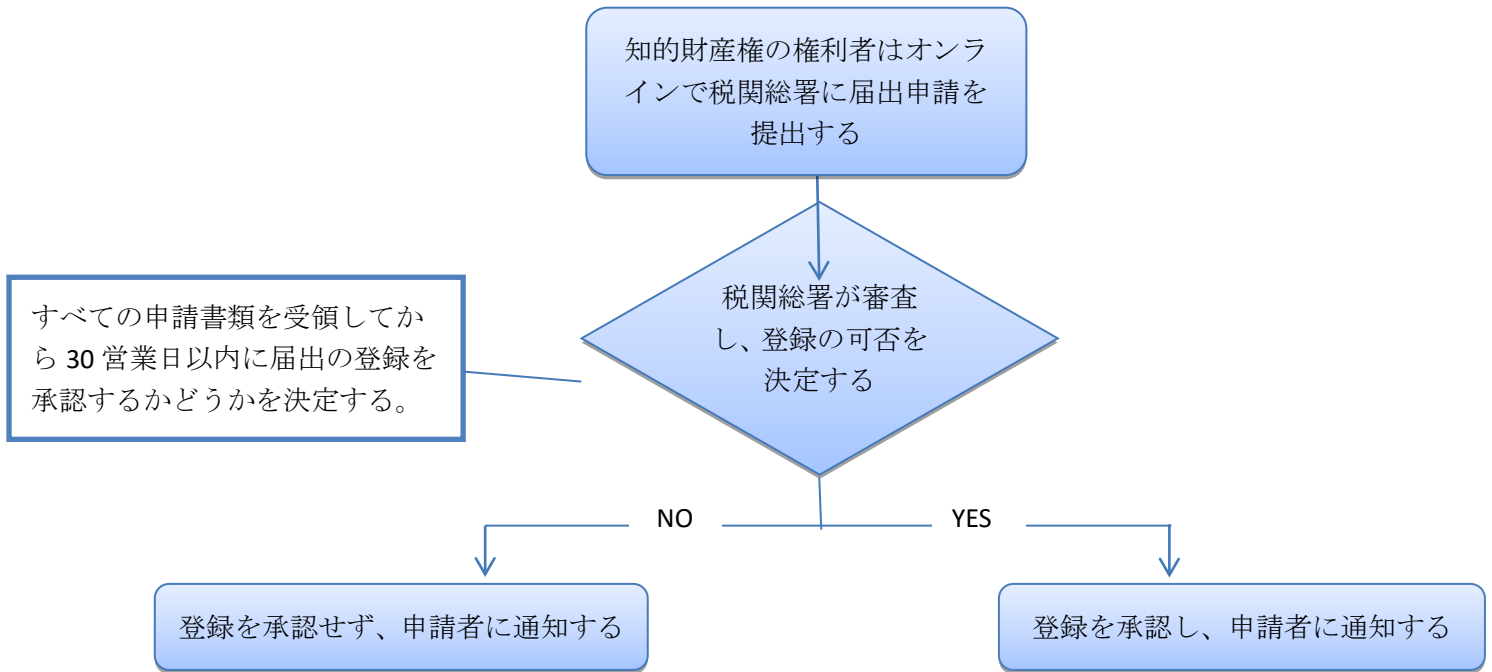 知的財産権の権利者はオンラ
インで税関総署に届出申請を
提出する
税関総署が審査
し、登録の可否を
決定する
すべての申請書類を受領してか
ら 30 営業日以内に届出の登録を
承認するかどうかを決定する。
NO
YES
登録を承認せず、申請者に通知する
登録を承認し、申請者に通知する